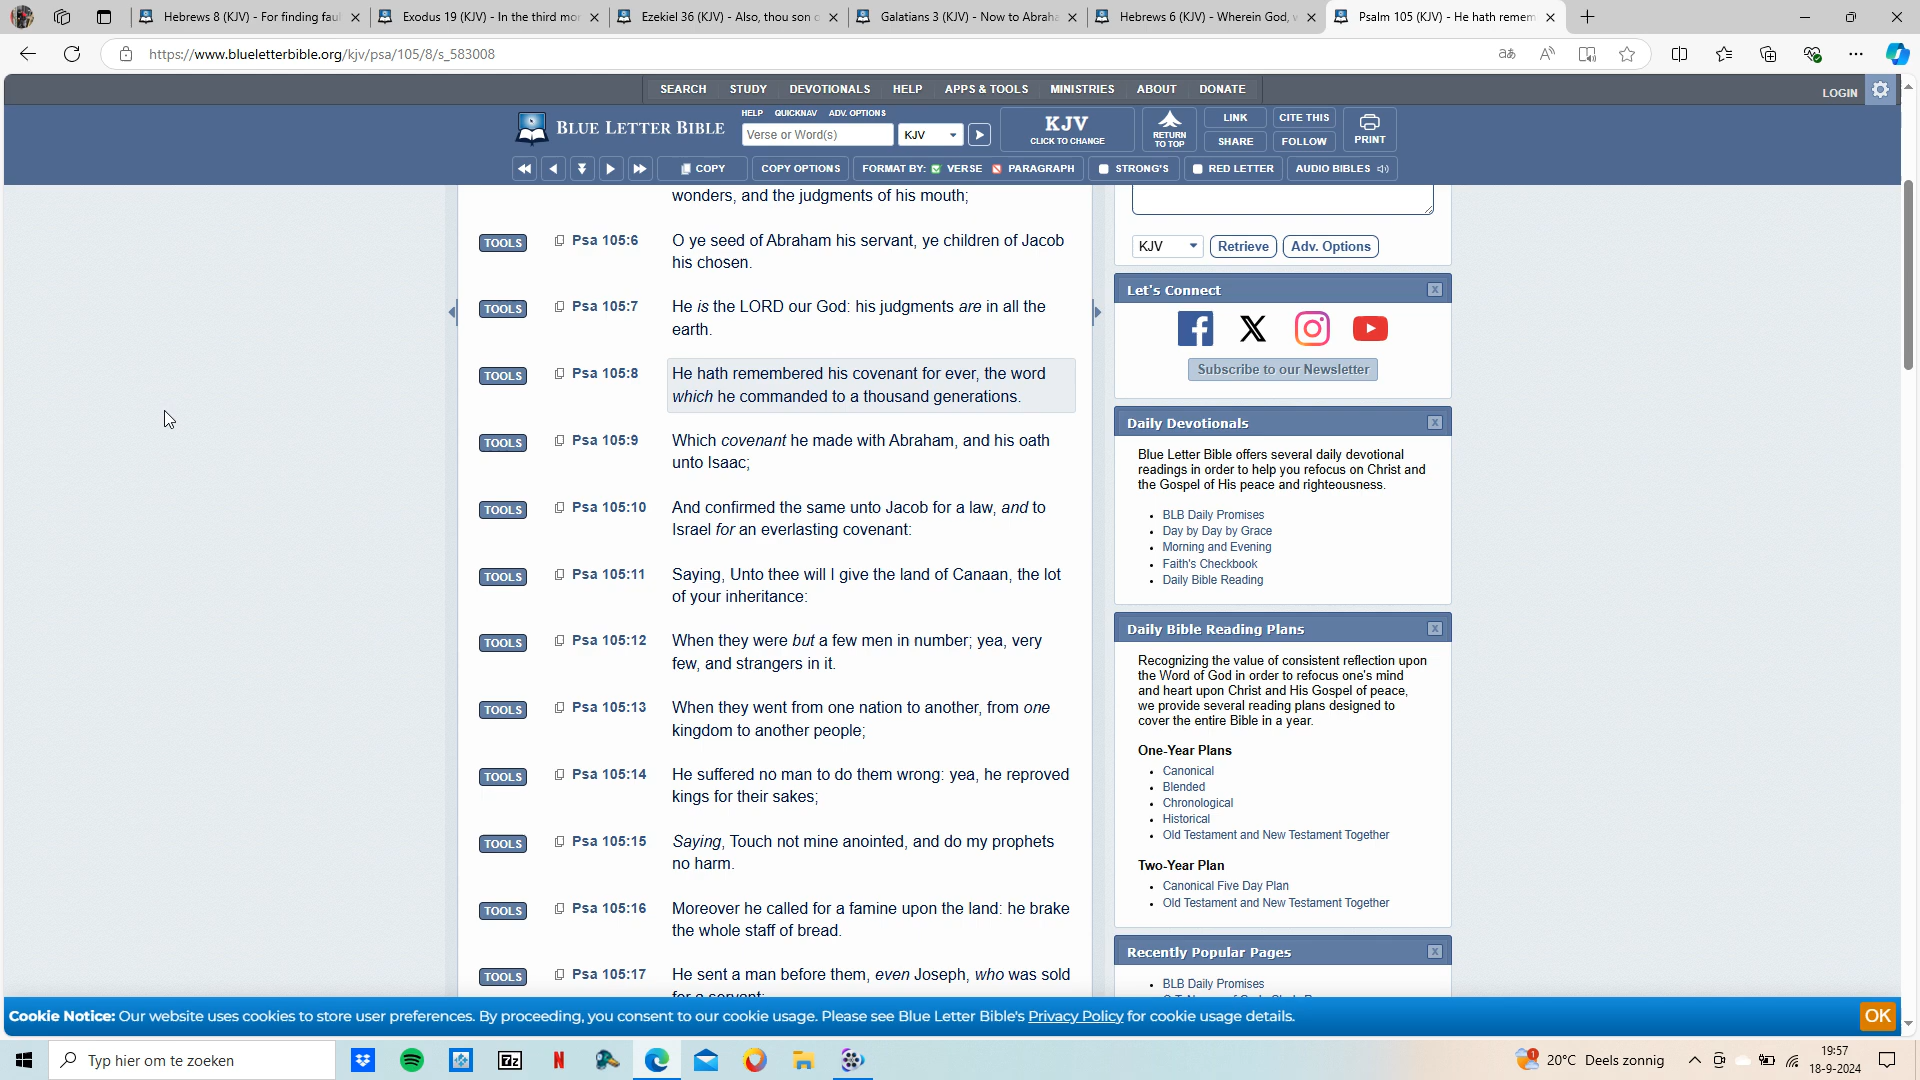 Hebrews 8 (KJV) - For finding faul
Exodus 19 (KJV) - In the third mor
Ezekiel 36 (KJV) - Also, thou son o
Galatians 3 (KJV) - Now to Abraha
Hebrews 6 (KJV) - Wherein God, w
Psalm 105 (KJV) - He hath remem
https://www.blueletterbible.org/kjv/psa/105/8/s_583008
SEARCH STUDY DEVOTIONALS HELP APPS & TOOLS MINISTRIES ABOUT DONATE
LOGIN
BLUE LETTER BIBLE
HELP QUICKNAV ADV. OPTIONS
Verse or Word(s) KJV
KJV
CLICK TO CHANGE
RETURN
TO TOP
LINK CITE THIS
SHARE FOLLOW
PRINT
COPY COPY OPTIONS FORMAT BY: VERSE PARAGRAPH STRONG'S RED LETTER AUDIO BIBLES
wonders, and the judgments of his mouth;
TOOLS Psa 105:6 O ye seed of Abraham his servant, ye children of Jacob
his chosen.
TOOLS Psa 105:7 He is the LORD our God: his judgments are in all the
earth.
TOOLS Psa 105:8 He hath remembered his covenant for ever, the word
which he commanded to a thousand generations.
TOOLS Psa 105:9 Which covenant he made with Abraham, and his oath
unto Isaac;
TOOLS Psa 105:10 And confirmed the same unto Jacob for a law, and to
Israel for an everlasting covenant:
TOOLS Psa 105:11 Saying, Unto thee will I give the land of Canaan, the lot
of your inheritance:
TOOLS Psa 105:12 When they were but a few men in number; yea, very
few, and strangers in it.
TOOLS Psa 105:13 When they went from one nation to another, from one
kingdom to another people;
TOOLS Psa 105:14 He suffered no man to do them wrong: yea, he reproved
kings for their sakes;
TOOLS Psa 105:15 Saying, Touch not mine anointed, and do my prophets
no harm.
TOOLS Psa 105:16 Moreover he called for a famine upon the land: he brake
the whole staff of bread.
TOOLS Psa 105:17 He sent a man before them, even Joseph, who was sold
for a servant:
KJV Retrieve Adv. Options
Let's Connect
Subscribe to our Newsletter
Daily Devotionals
Blue Letter Bible offers several daily devotional
readings in order to help you refocus on Christ and
the Gospel of His peace and righteousness.
BLB Daily Promises
Day by Day by Grace
Morning and Evening
Faith's Checkbook
Daily Bible Reading
Daily Bible Reading Plans
Recognizing the value of consistent reflection upon
the Word of God in order to refocus one's mind
and heart upon Christ and His Gospel of peace,
we provide several reading plans designed to
cover the entire Bible in a year.
One-Year Plans
Canonical
Blended
Chronological
Historical
Old Testament and New Testament Together
Two-Year Plan
Canonical Five Day Plan
Old Testament and New Testament Together
Recently Popular Pages
BLB Daily Promises
Cookie Notice: Our website uses cookies to store user preferences. By proceeding, you consent to our cookie usage. Please see Blue Letter Bible's Privacy Policy for cookie usage details.
OK
Typ hier om te zoeken
7z
N
20°C Deels zonnig
19:57
18-9-2024